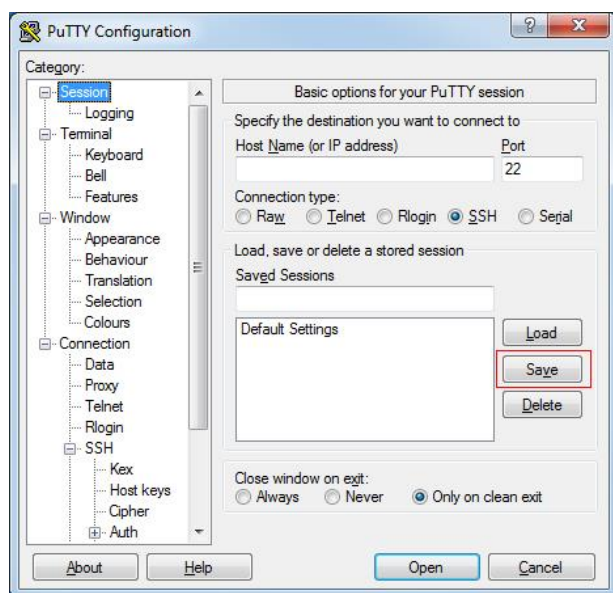 PuTTY Configuration
Category:
Session
Logging
Terminal
Keyboard
Bell
Features
Window
Appearance
Behaviour
Translation
Selection
Colours
Connection
Data
Proxy
Telnet
Rlogin
SSH
Kex
Host keys
Cipher
Auth
Basic options for your PuTTY session
Specify the destination you want to connect to
Host Name (or IP address) Port
22
Connection type:
Raw Telnet Rlogin SSH Serial
Load, save or delete a stored session
Saved Sessions
Default Settings
Load
Save
Delete
Close window on exit:
Always Never Only on clean exit
About Help Open Cancel